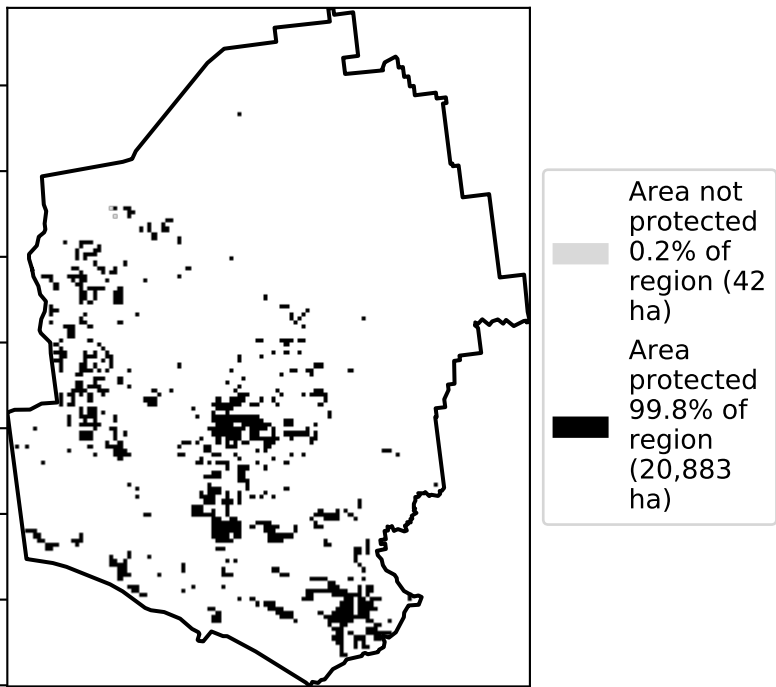 Area not
protected
0.2% of
region (42
ha)
Area
protected
99.8% of
region
(20,883
ha)